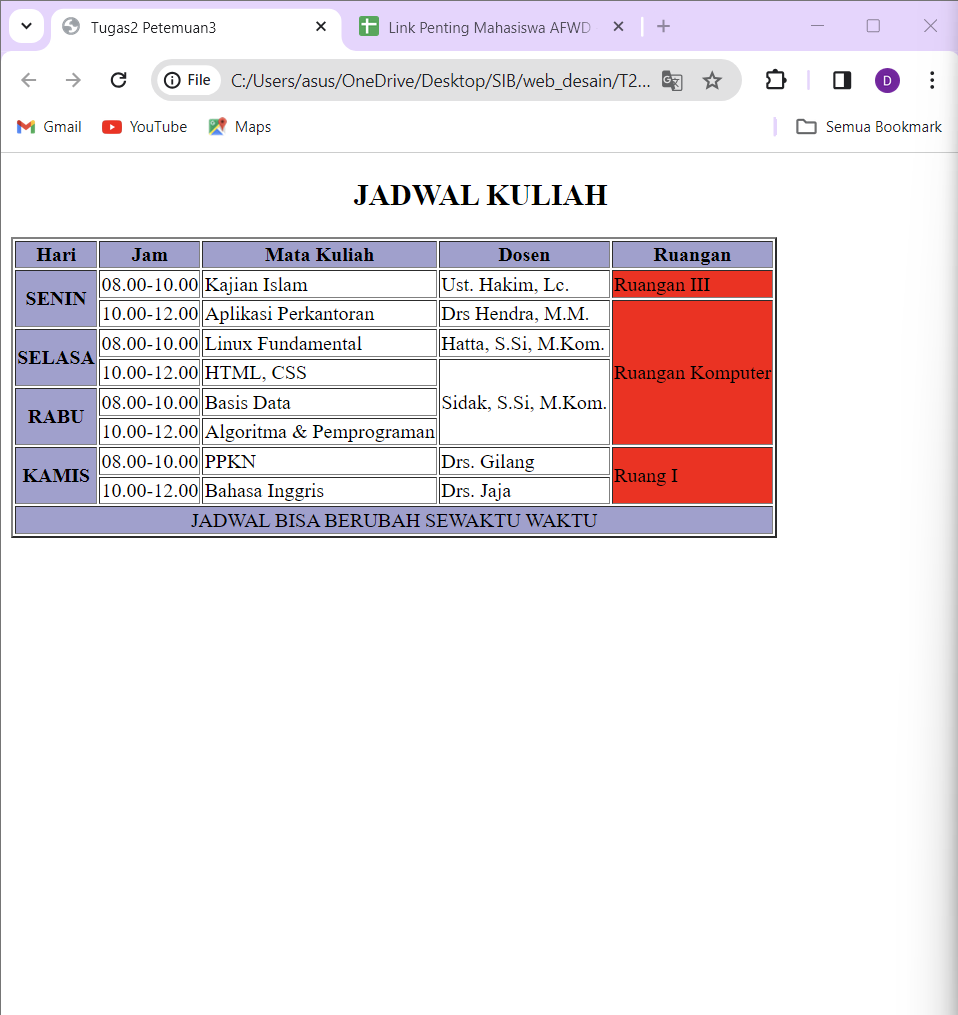 Tugas2 Petemuan3
Link Penting Mahasiswa AFWD
File
C:/Users/asus/OneDrive/Desktop/SIB/web_desain/T2...
D
Gmail
YouTube
Maps
Semua Bookmark
JADWAL KULIAH
Hari Jam Mata Kuliah Dosen Ruangan
SENIN 08.00-10.00 Kajian Islam Ust. Hakim, Lc. Ruangan III
10.00-12.00 Aplikasi Perkantoran Drs Hendra, M.M. Ruangan Komputer
SELASA 08.00-10.00 Linux Fundamental Hatta, S.Si, M.Kom.
10.00-12.00 HTML, CSS Sidak, S.Si, M.Kom.
RABU 08.00-10.00 Basis Data
10.00-12.00 Algoritma & Pemprograman
KAMIS 08.00-10.00 PPKN Drs. Gilang Ruang I
10.00-12.00 Bahasa Inggris Drs. Jaja
JADWAL BISA BERUBAH SEWAKTU WAKTU